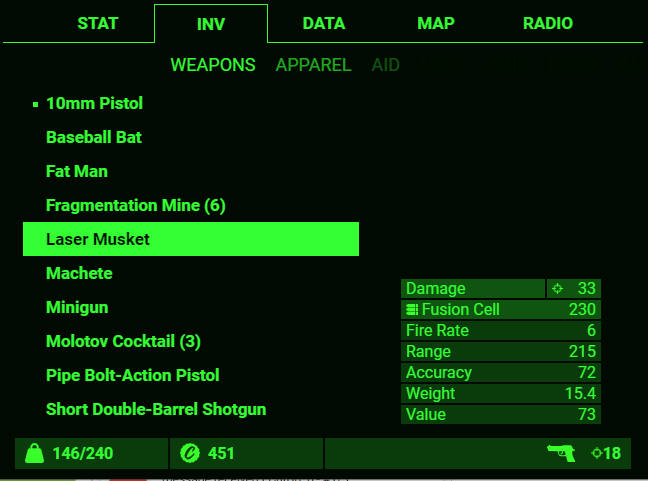 STAT INV DATA MAP RADIO
WEAPONS APPAREL AID
10mm Pistol
Baseball Bat
Fat Man
Fragmentation Mine (6)
Laser Musket
Machete
Minigun
Molotov Cocktail (3)
Pipe Bolt-Action Pistol
Short Double-Barrel Shotgun
Damage 33
Fusion Cell 230
Fire Rate 6
Range 215
Accuracy 72
Weight 15.4
Value 73
146/240 451 18